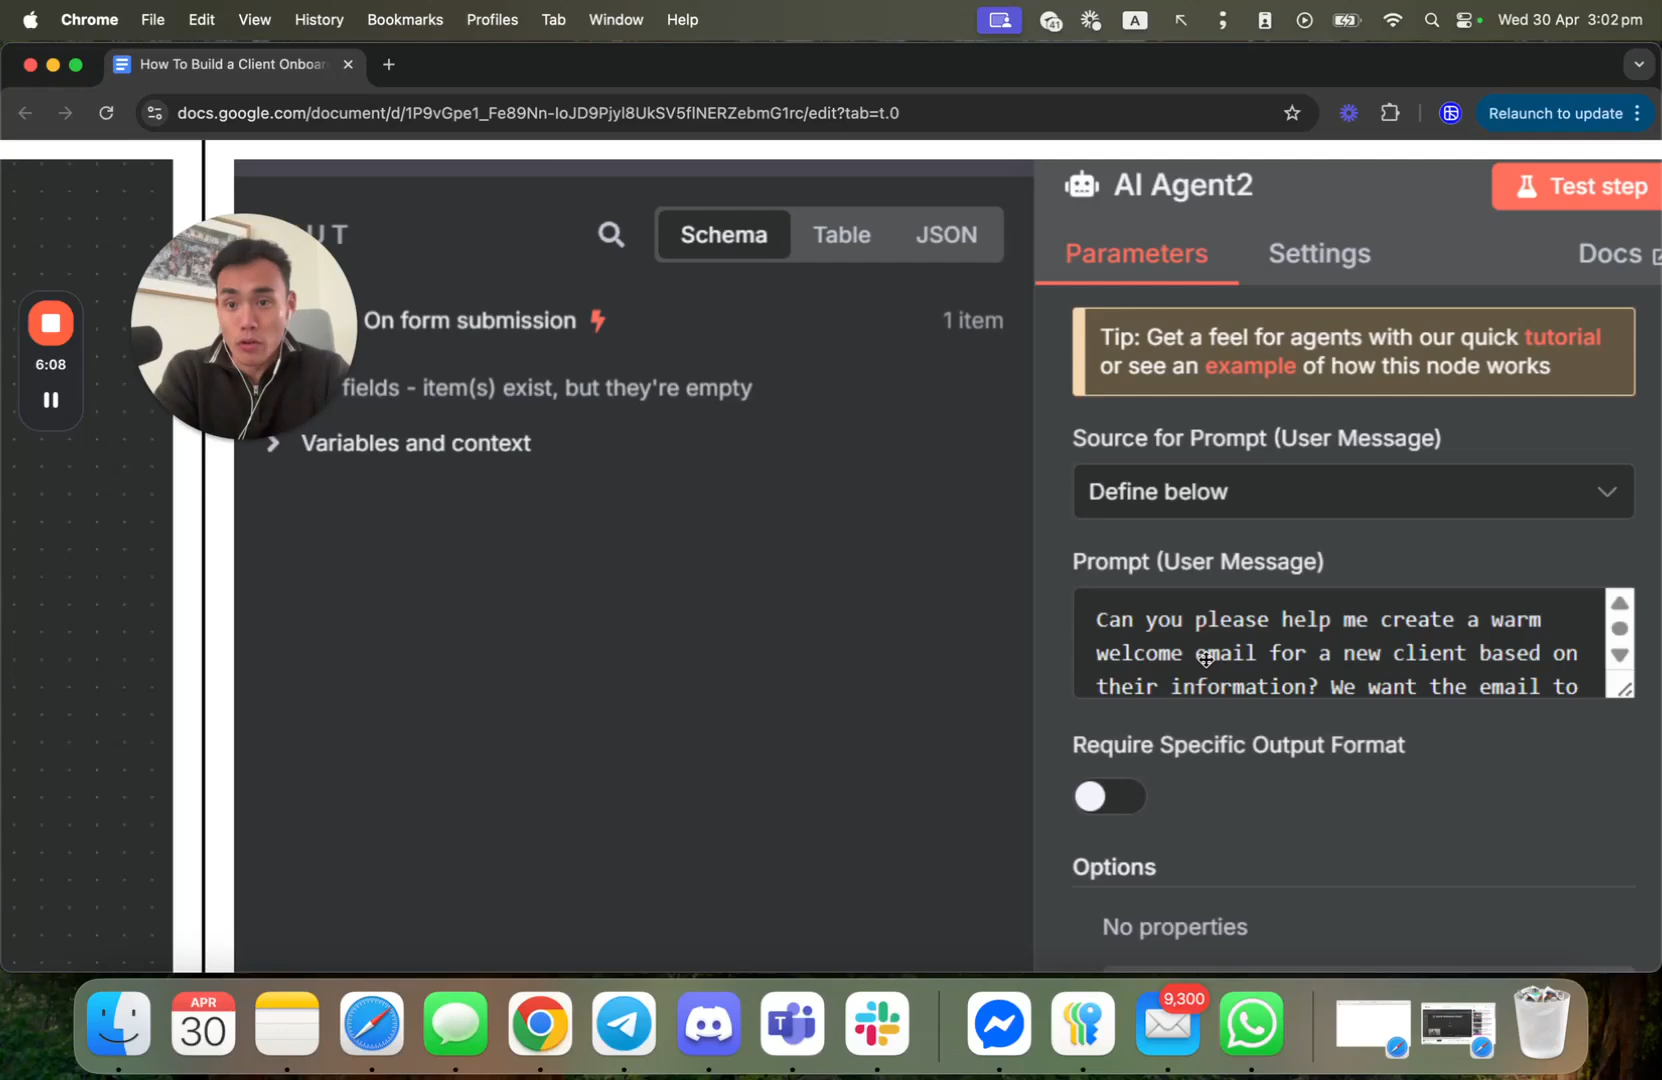 Chrome File Edit View History Bookmarks Profiles Tab Window Help 41 A Wed 30 Apr 3:02 pm
How To Build a Client Onboar
docs.google.com/document/d/1P9vGpe1_Fe89Nn-IoJD9Pjyl8UkSV5flNERZebmG1rc/edit?tab=t.0 Relaunch to update
AI Agent2 Test step
UT Schema Table JSON
Parameters Settings Docs
On form submission 1 item
fields - item(s) exist, but they're empty
Variables and context
6:08
Tip: Get a feel for agents with our quick tutorial
or see an example of how this node works
Source for Prompt (User Message)
Define below
Prompt (User Message)
Can you please help me create a warm
welcome email for a new client based on
their information? We want the email to
Require Specific Output Format
Options
No properties
APR
30
9,300